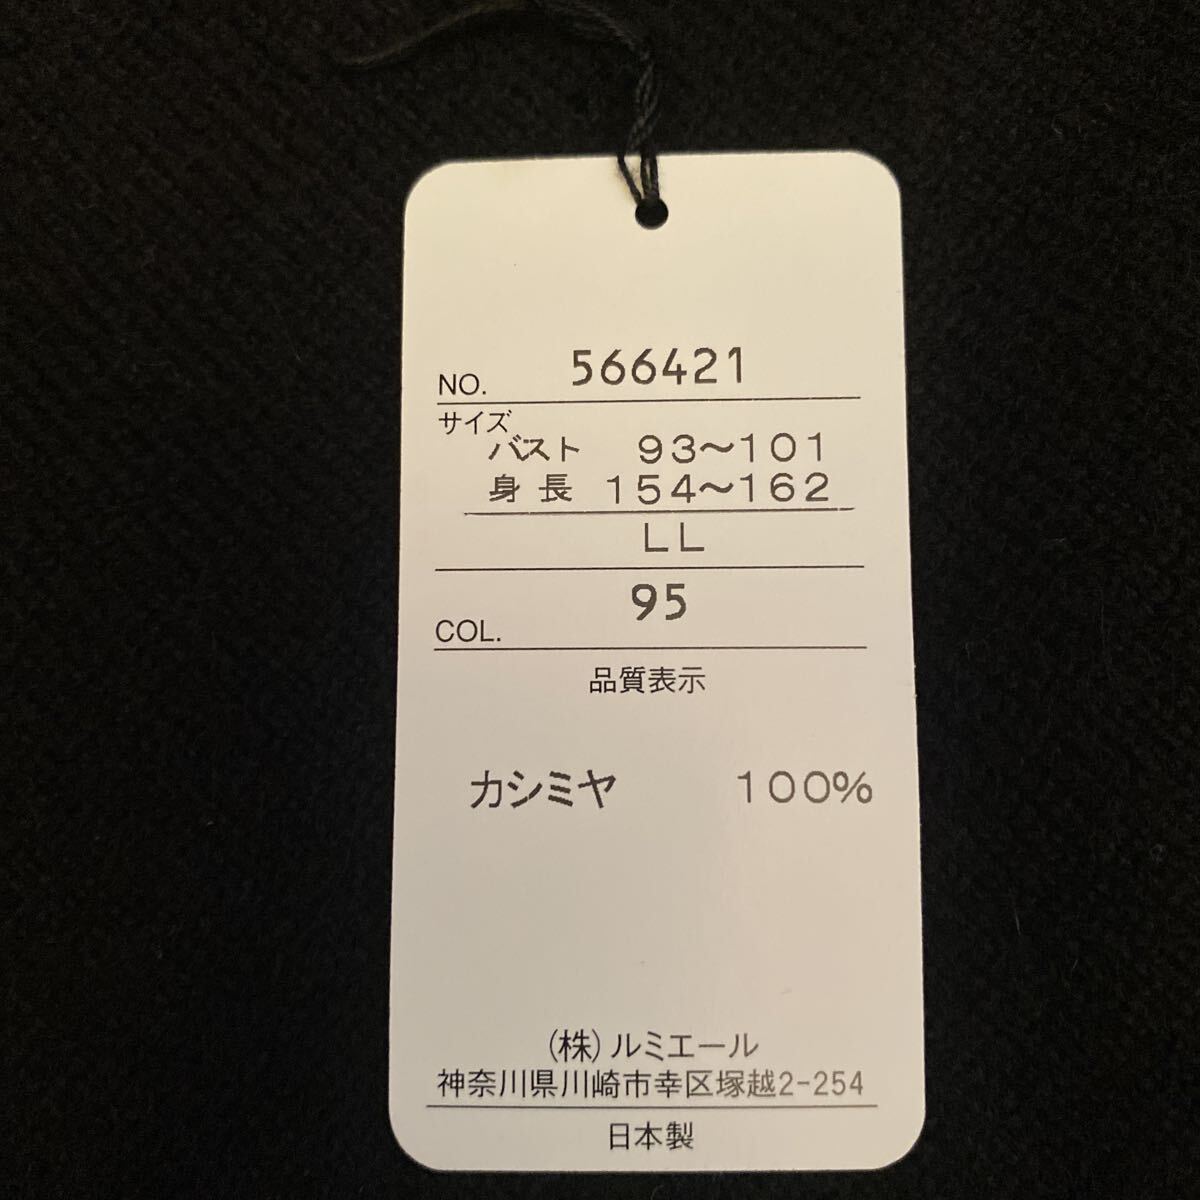 NO. 566421
サイズ
バスト 93〜101
身長 154〜162
LL
COL. 95
品質表示
カシミヤ 100%
(株)ルミエール
神奈川県川崎市幸区塚越2-254
日本製